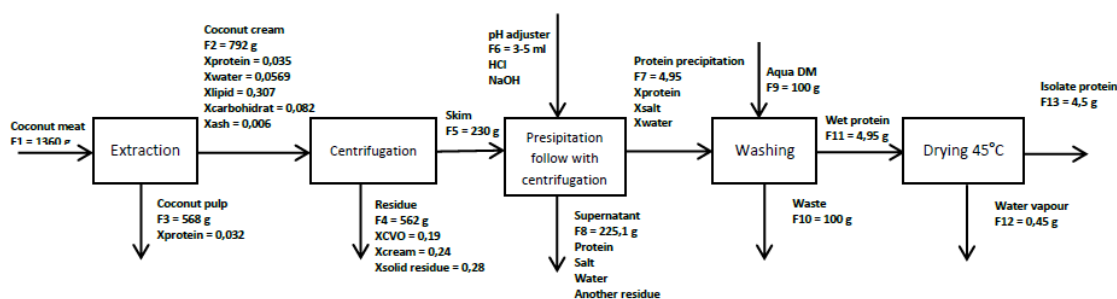 Coconut meat
F1 = 1360 g
Extraction
Coconut cream
F2 = 792 g
Xprotein = 0,035
Xwater = 0,0569
Xlipid = 0,307
Xcarbohidrat = 0,082
Xash = 0,006
Coconut pulp
F3 = 568 g
Xprotein = 0,032
Centrifugation
Residue
F4 = 562 g
XCVO = 0,19
Xcream = 0,24
Xsolid residue = 0,28
Skim
F5 = 230 g
pH adjuster
F6 = 3-5 ml
HCl
NaOH
Presipitation
follow with
centrifugation
Supernatant
F8 = 225,1 g
Protein
Salt
Water
Another residue
Protein precipitation
F7 = 4,95
Xprotein
Xsalt
Xwater
Aqua DM
F9 = 100 g
Washing
Waste
F10 = 100 g
Wet protein
F11 = 4,95 g
Drying 45°C
Water vapour
F12 = 0,45 g
Isolate protein
F13 = 4,5 g